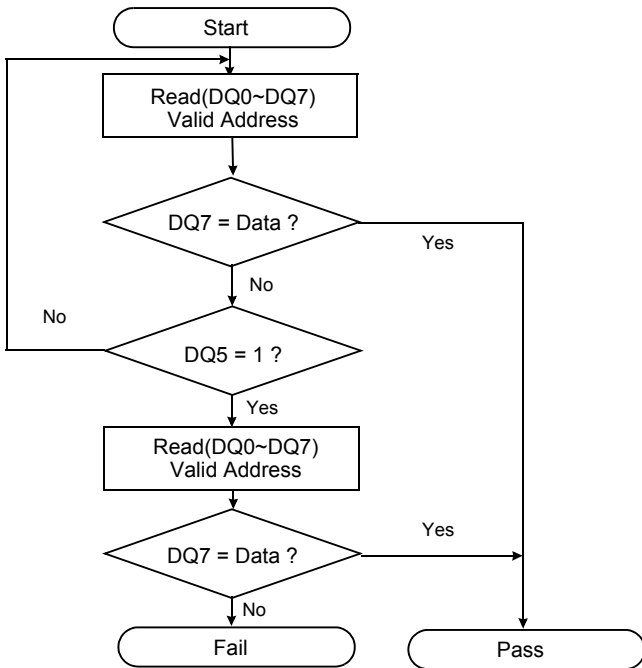 Start
Read(DQ0~DQ7)
Valid Address
DQ7 = Data ?
Yes
No
No
DQ5 = 1 ?
Yes
Read(DQ0~DQ7)
Valid Address
DQ7 = Data ?
Yes
No
Fail
Pass